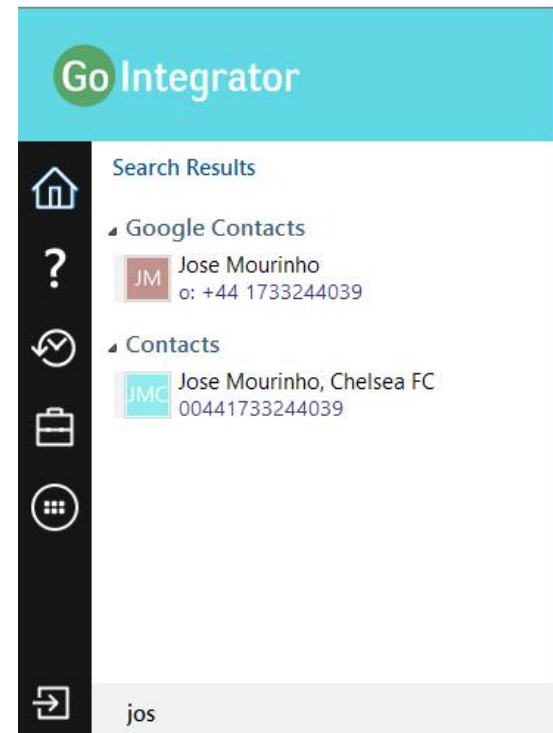 Go Integrator
Search Results
Google Contacts
JM
Jose Mourinho
o: +44 1733244039
Contacts
JMC
Jose Mourinho, Chelsea FC
00441733244039
?
jos